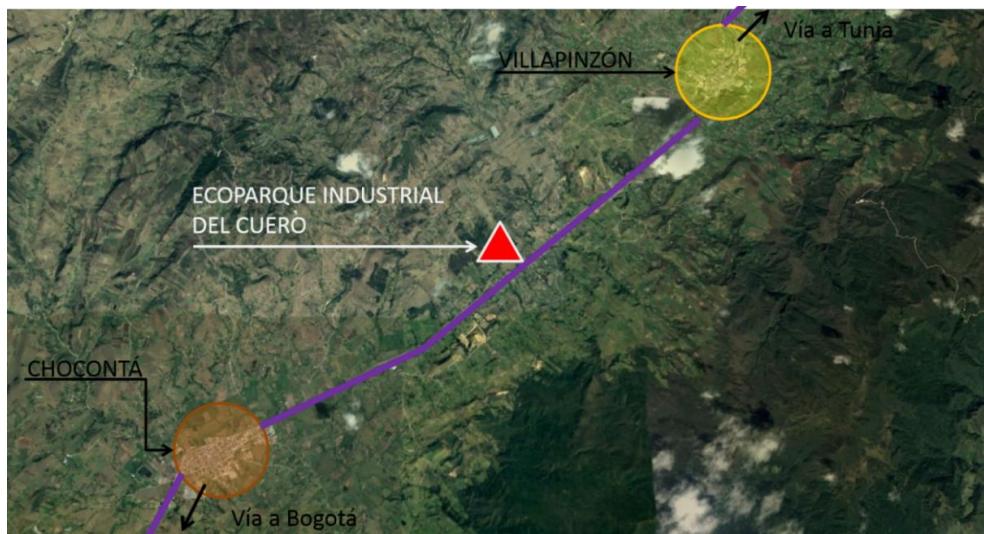 Vía a Tunja
VILLAPINZÓN
ECOPARQUE INDUSTRIAL
DEL CUERO
CHOCONTÁ
Vía a Bogotá